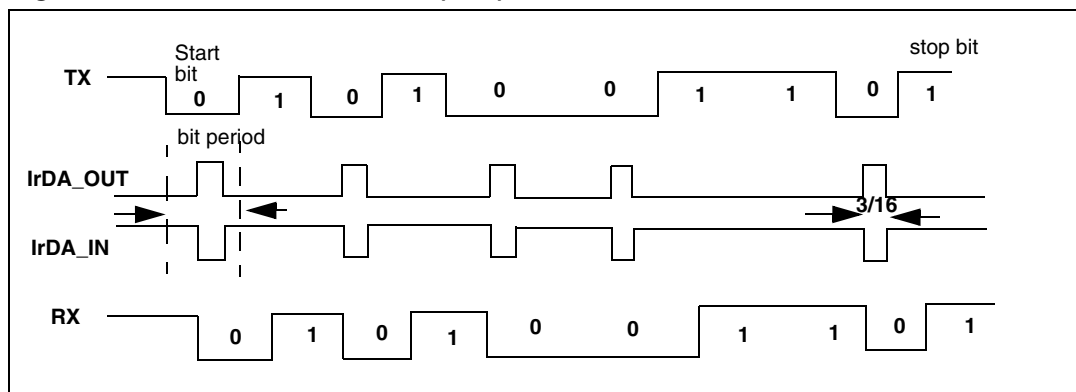 Start
bit
stop bit
TX
0 1 0 1 0 0 1 1 0 1
bit period
IrDA_OUT
3/16
IrDA_IN
RX
0 1 0 1 0 0 1 1 0 1